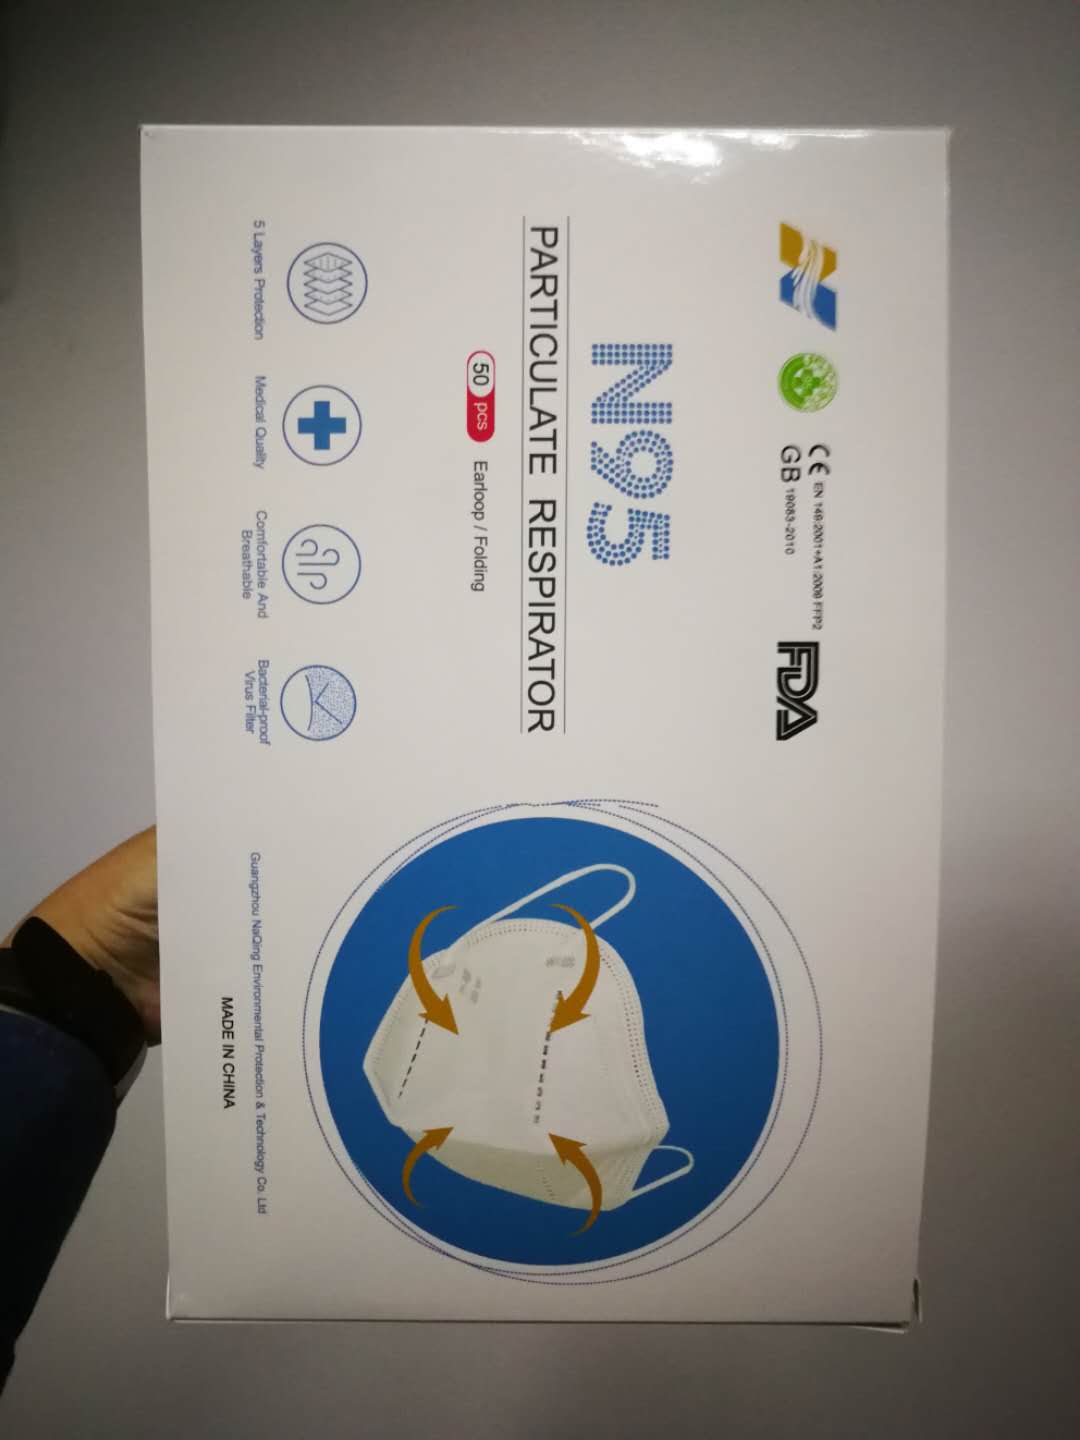 CE EN 149:2001+A1:2009 FFP2
GB 19083-2010
FDA
N95
PARTICULATE RESPIRATOR
50 pcs Earloop / Folding
5 Layers Protection
Medical Quality
Comfortable And
Breathable
Bacterial-proof
Virus Filter
Guangzhou NaQing Environmental Protection & Technology Co. Ltd
MADE IN CHINA